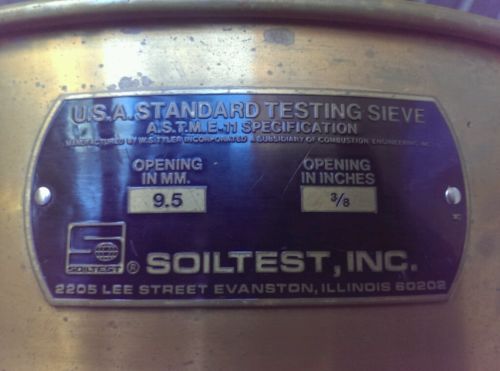 U.S.A. STANDARD TESTING SIEVE
A.S.T.M. E-11 SPECIFICATION
MANUFACTURED BY W.S. TYLER INCORPORATED A SUBSIDIARY OF COMBUSTION ENGINEERING INC.
OPENING
IN MM.
9.5
OPENING
IN INCHES
3/8
SOILTEST ® SOILTEST, INC.
2205 LEE STREET EVANSTON, ILLINOIS 60202